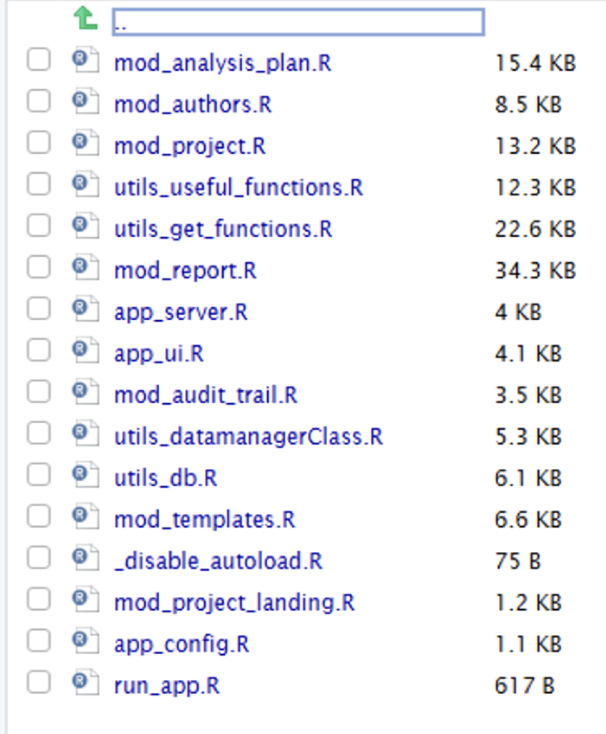 ..
mod_analysis_plan.R 15.4 KB
mod_authors.R 8.5 KB
mod_project.R 13.2 KB
utils_useful_functions.R 12.3 KB
utils_get_functions.R 22.6 KB
mod_report.R 34.3 KB
app_server.R 4 KB
app_ui.R 4.1 KB
mod_audit_trail.R 3.5 KB
utils_datamanagerClass.R 5.3 KB
utils_db.R 6.1 KB
mod_templates.R 6.6 KB
_disable_autoload.R 75 B
mod_project_landing.R 1.2 KB
app_config.R 1.1 KB
run_app.R 617 B